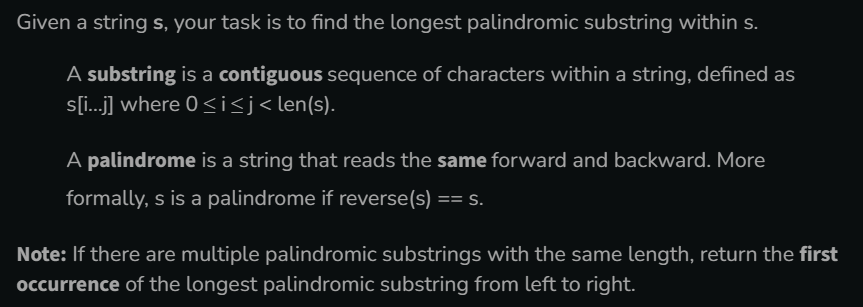 Given a string s, your task is to find the longest palindromic substring within s.
A substring is a contiguous sequence of characters within a string, defined as
s[i...j] where 0 ≤ i ≤ j < len(s).
A palindrome is a string that reads the same forward and backward. More
formally, s is a palindrome if reverse(s) == s.
Note: If there are multiple palindromic substrings with the same length, return the first
occurrence of the longest palindromic substring from left to right.